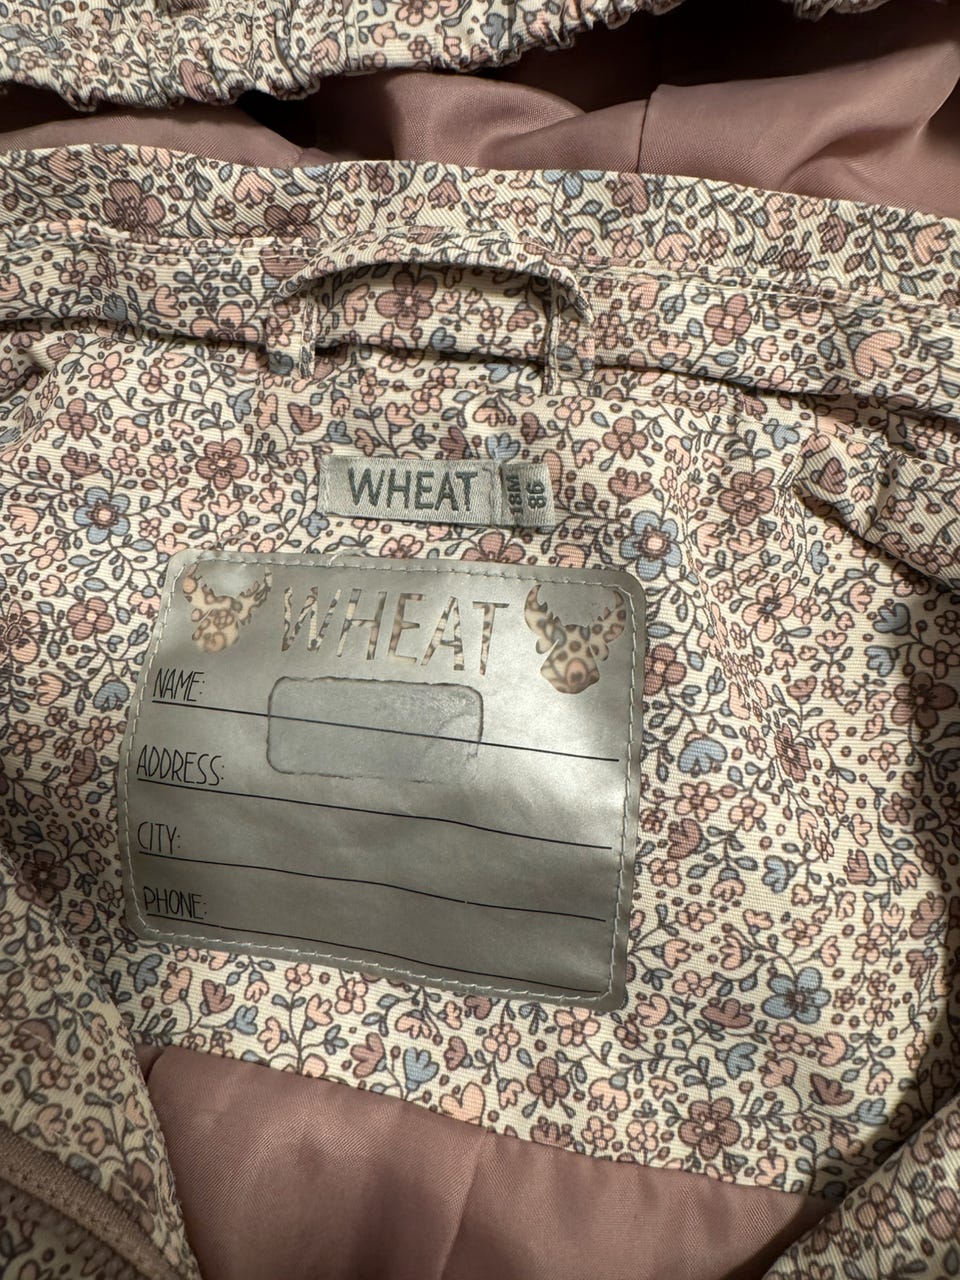 WHEAT
18M
86
WHEAT
NAME:
ADDRESS:
CITY:
PHONE: